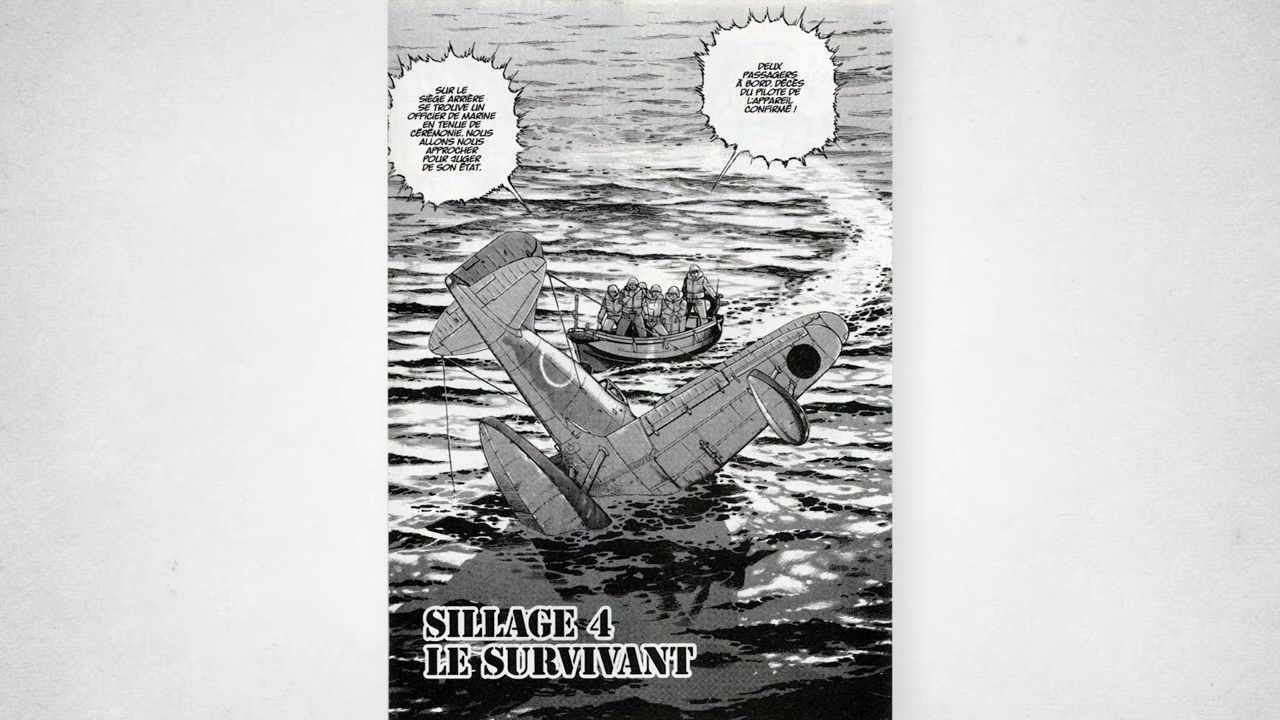 SUR LE
SIÈGE ARRIÈRE
SE TROUVE UN
OFFICIER DE MARINE
EN TENUE DE
CÉRÉMONIE. NOUS
ALLONS NOUS
APPROCHER
POUR JUGER
DE SON ÉTAT.
DEUX
PASSAGERS
À BORD. DÉCÈS
DU PILOTE DE
L'APPAREIL
CONFIRMÉ !
SILLAGE 4
LE SURVIVANT